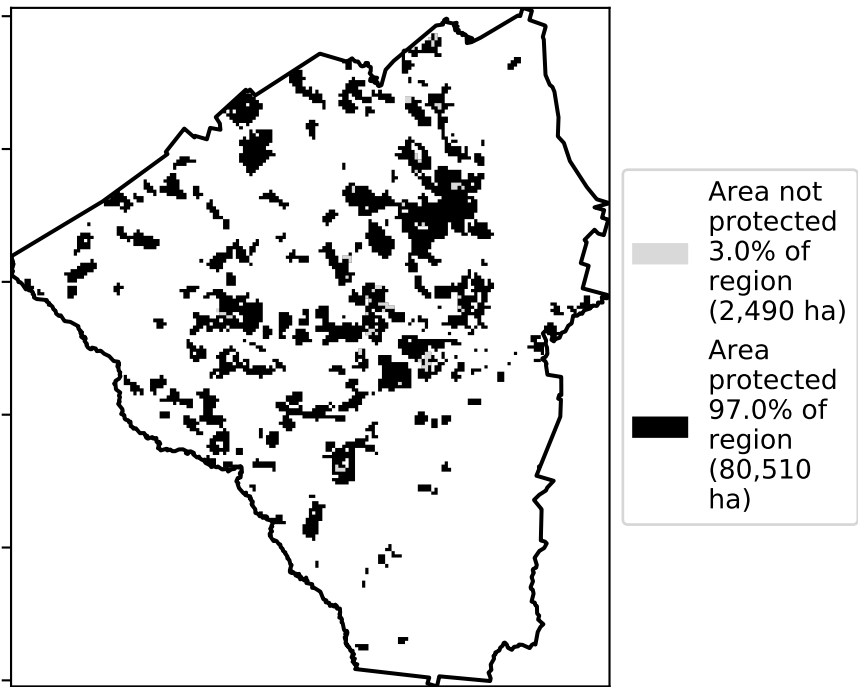 Area not
protected
3.0% of
region
(2,490 ha)
Area
protected
97.0% of
region
(80,510
ha)